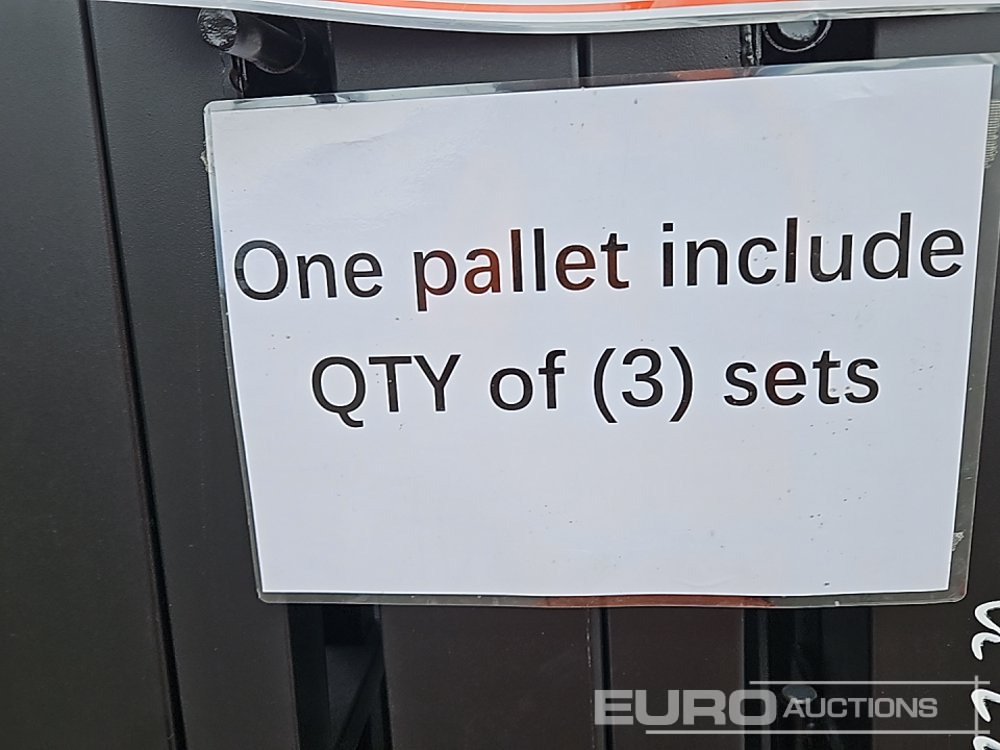 One pallet include
QTY of (3) sets
EURO AUCTIONS